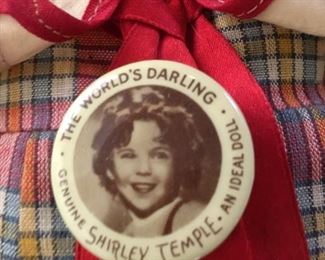 THE WORLD'S DARLING ·
GENUINE SHIRLEY TEMPLE · AN IDEAL DOLL ·